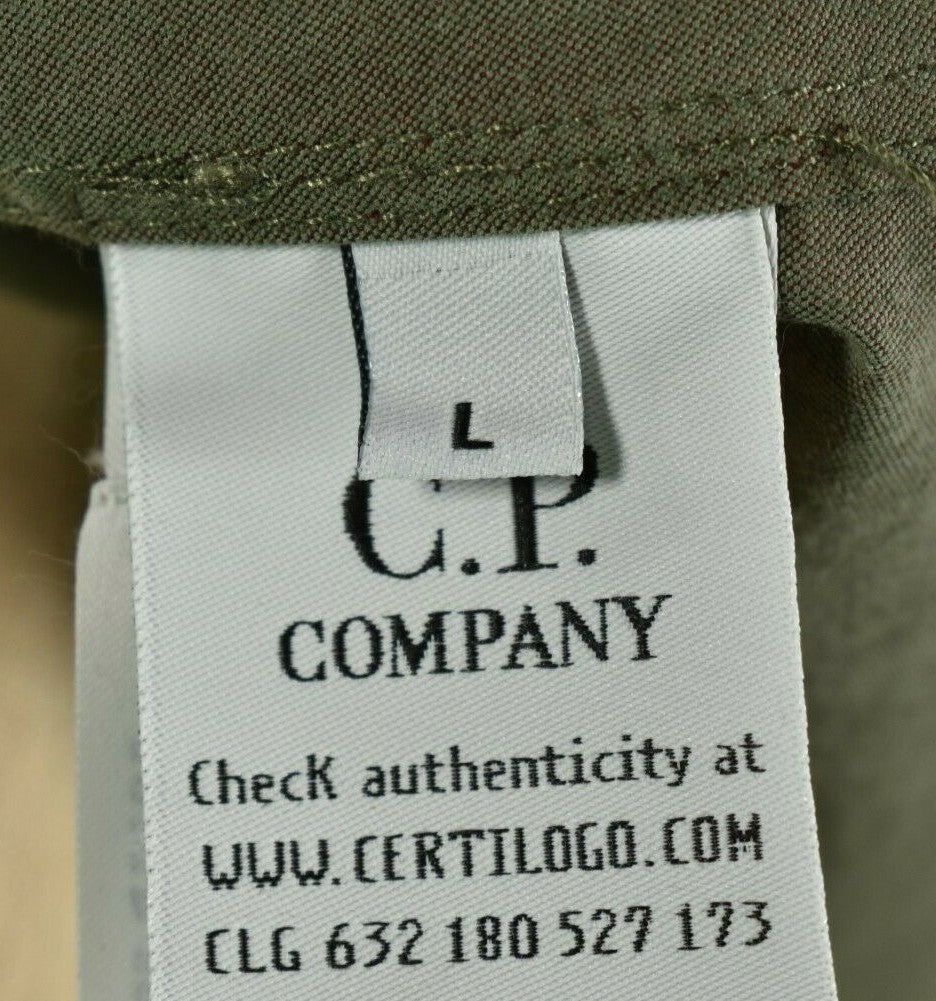 L
C.P.
COMPANY
Check authenticity at
WWW.CERTILOGO.COM
CLG 632 180 527 173